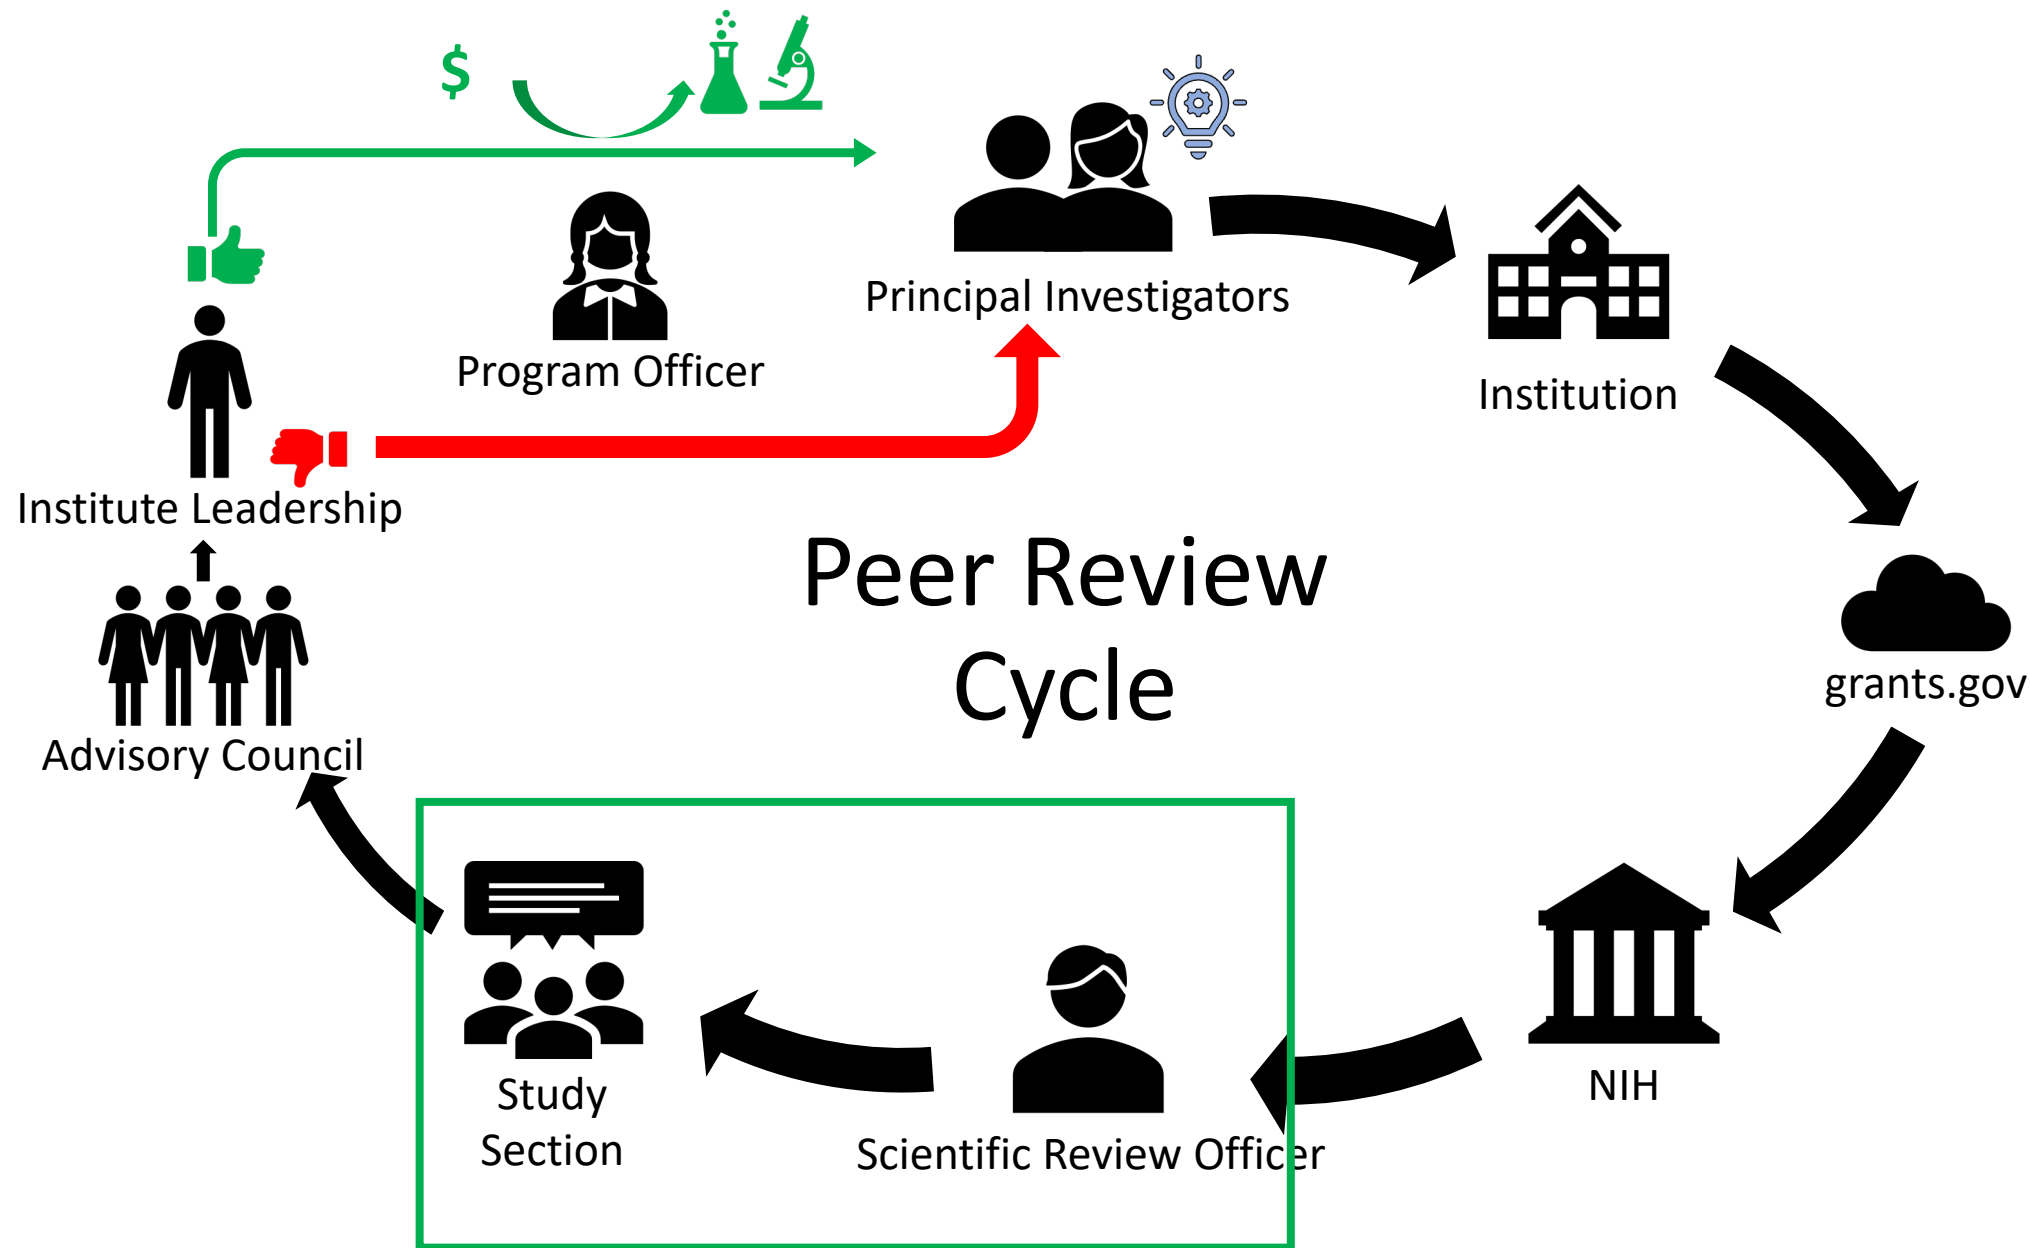 $
Principal Investigators
Program Officer
Institution
Institute Leadership
Peer Review
Cycle
grants.gov
Advisory Council
Study
Section
Scientific Review Officer
NIH